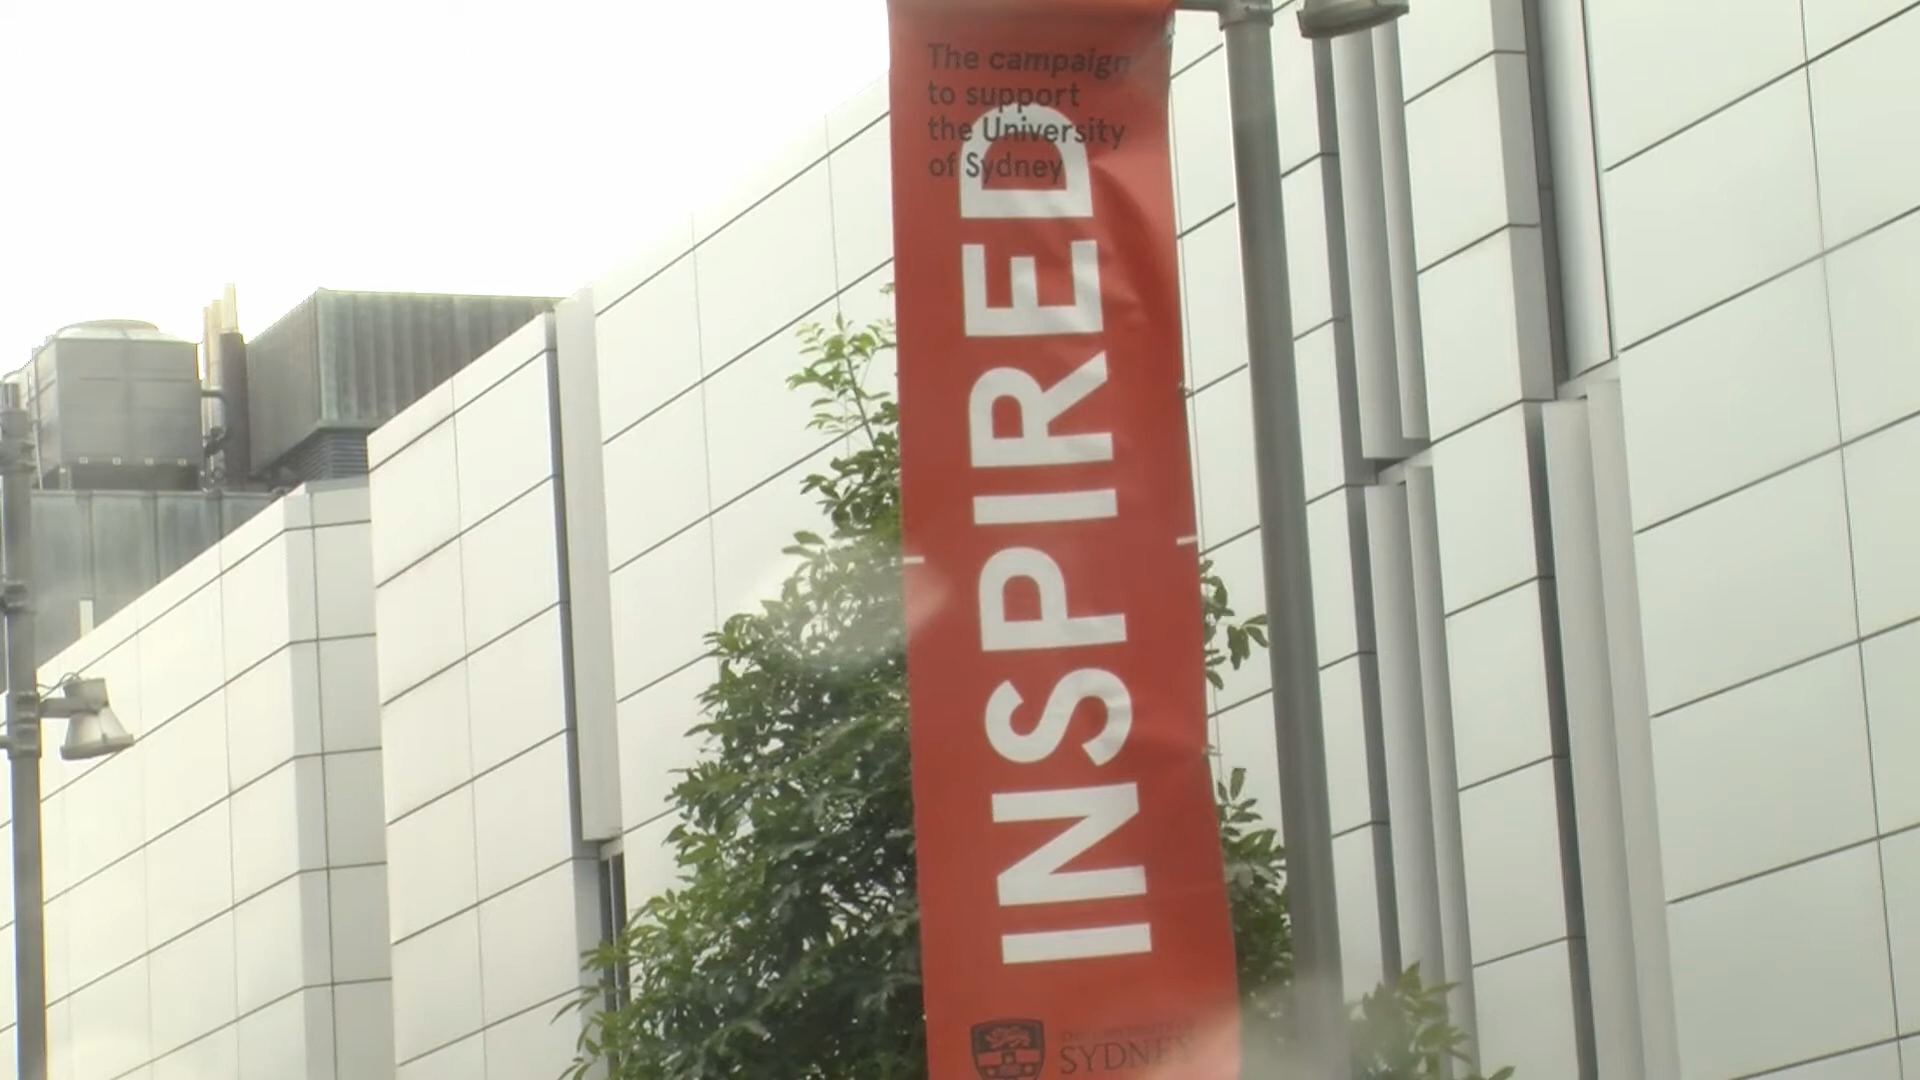 The campaign
to support
the University
of Sydney
INSPIRED
SYDNEY